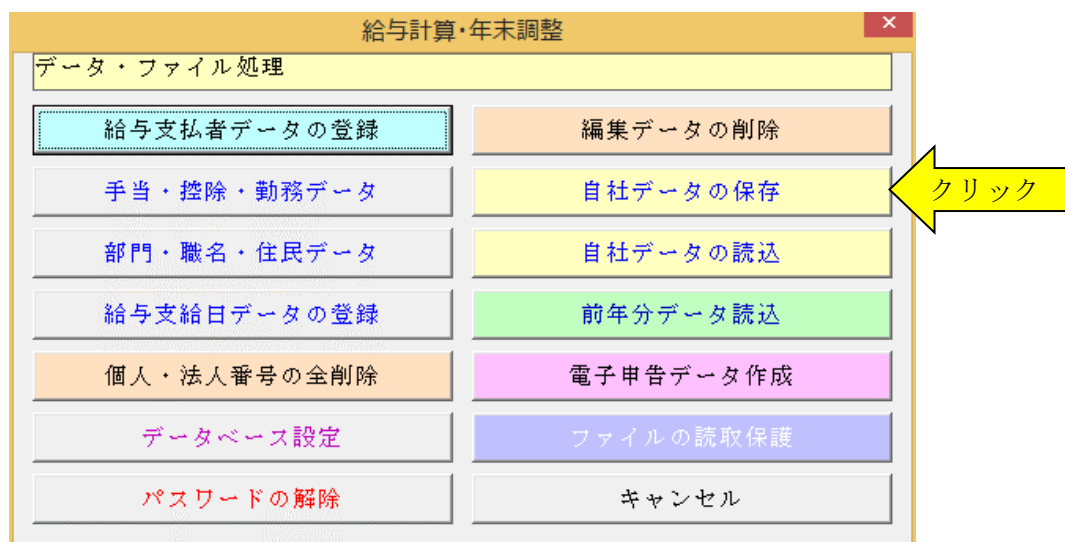 給与計算・年末調整
データ・ファイル処理
給与支払者データの登録
編集データの削除
手当・控除・勤務データ
自社データの保存
クリック
部門・職名・住民データ
自社データの読込
給与支給日データの登録
前年分データ読込
個人・法人番号の全削除
電子申告データ作成
データベース設定
ファイルの読取保護
パスワードの解除
キャンセル